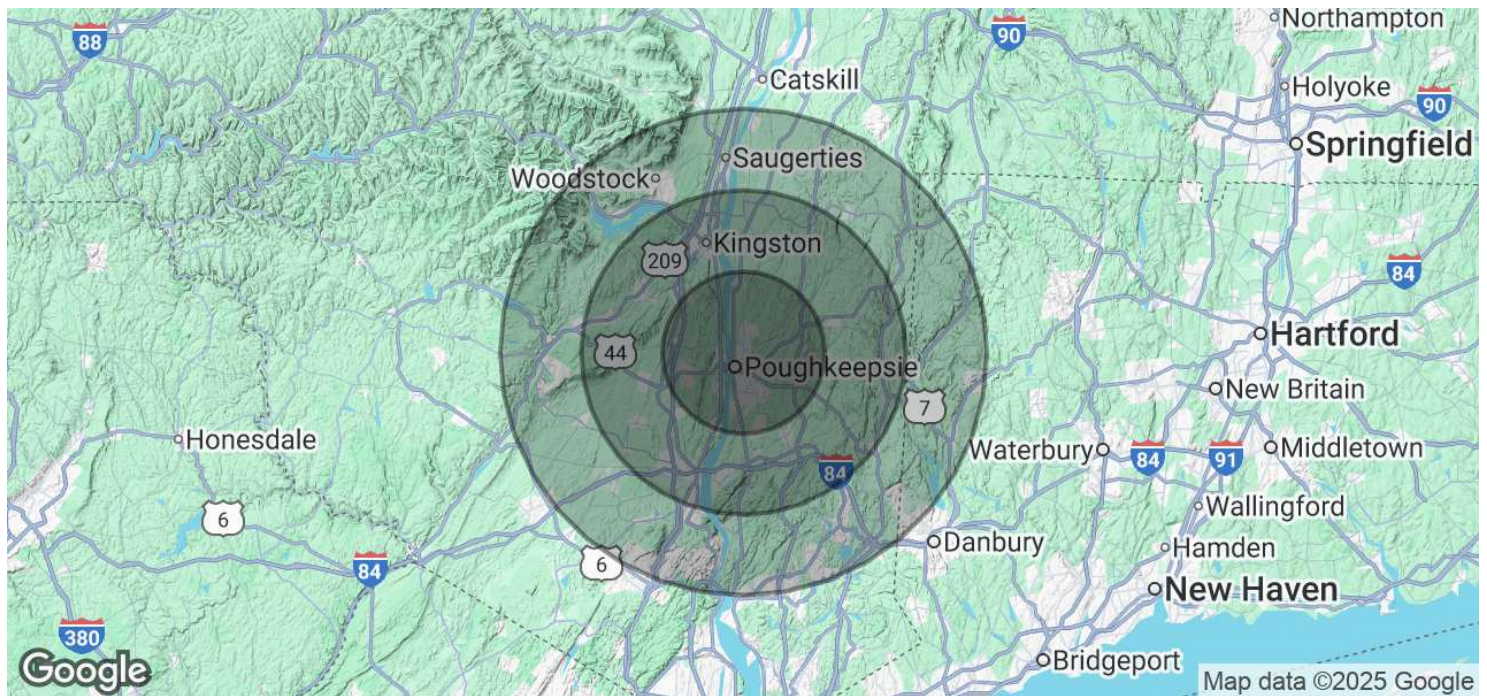 Northampton
88
90
Catskill
Holyoke
90
Springfield
Saugerties
Woodstock
Kingston
209
84
Hartford
44
Poughkeepsie
New Britain
7
Honesdale
Waterbury
84
91
Middletown
84
Wallingford
6
Danbury
Hamden
6
84
New Haven
380
Bridgeport
Google
Map data ©2025 Google